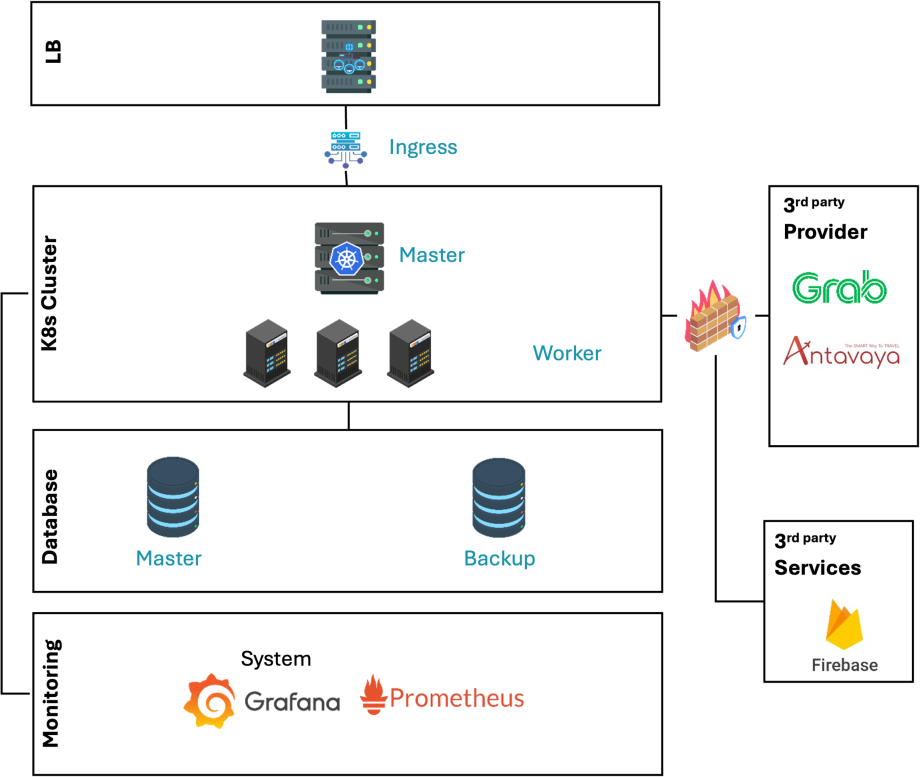 LB
Ingress
K8s Cluster
Master
Worker
3rd party
Provider
Grab
The SMART Way To TRAVEL
Antavaya
Database
Master
Backup
3rd party
Services
Firebase
Monitoring
System
Grafana
Prometheus